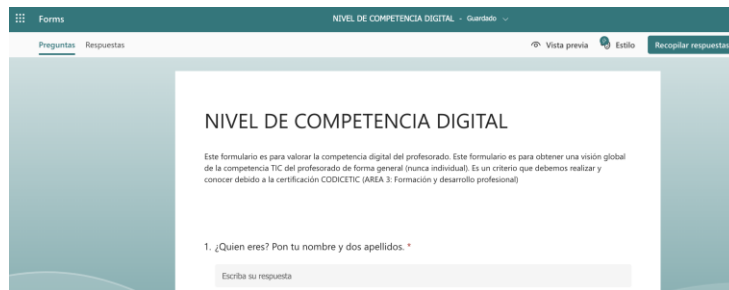 Forms
NIVEL DE COMPETENCIA DIGITAL - Guardado
Preguntas Respuestas
Vista previa Estilo Recopilar respuestas
NIVEL DE COMPETENCIA DIGITAL
Este formulario es para valorar la competencia digital del profesorado. Este formulario es para obtener una visión global
de la competencia TIC del profesorado de forma general (nunca individual). Es un criterio que debemos realizar y
conocer debido a la certificación CODICETIC (AREA 3: Formación y desarrollo profesional)
1. ¿Quien eres? Pon tu nombre y dos apellidos. *
Escriba su respuesta